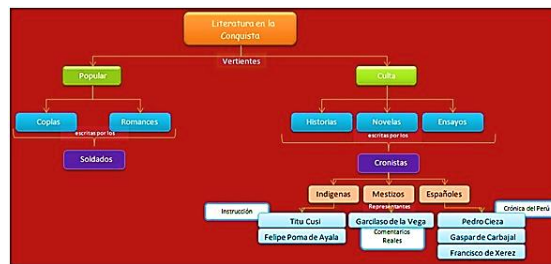 Literatura en la
Conquista
Vertientes
Popular
Culta
Coplas
Romances
Historias
Novelas
Ensayos
escritas por los
escritas por los
Soldados
Cronistas
Indigenas
Mestizos
Españoles
Representantes
Instrucción
Crónica del Perú
Titu Cusi
Garcilaso de la Vega
Pedro Cieza
Felipe Poma de Ayala
Comentarios
Reales
Gaspar de Carbajal
Francisco de Xerez